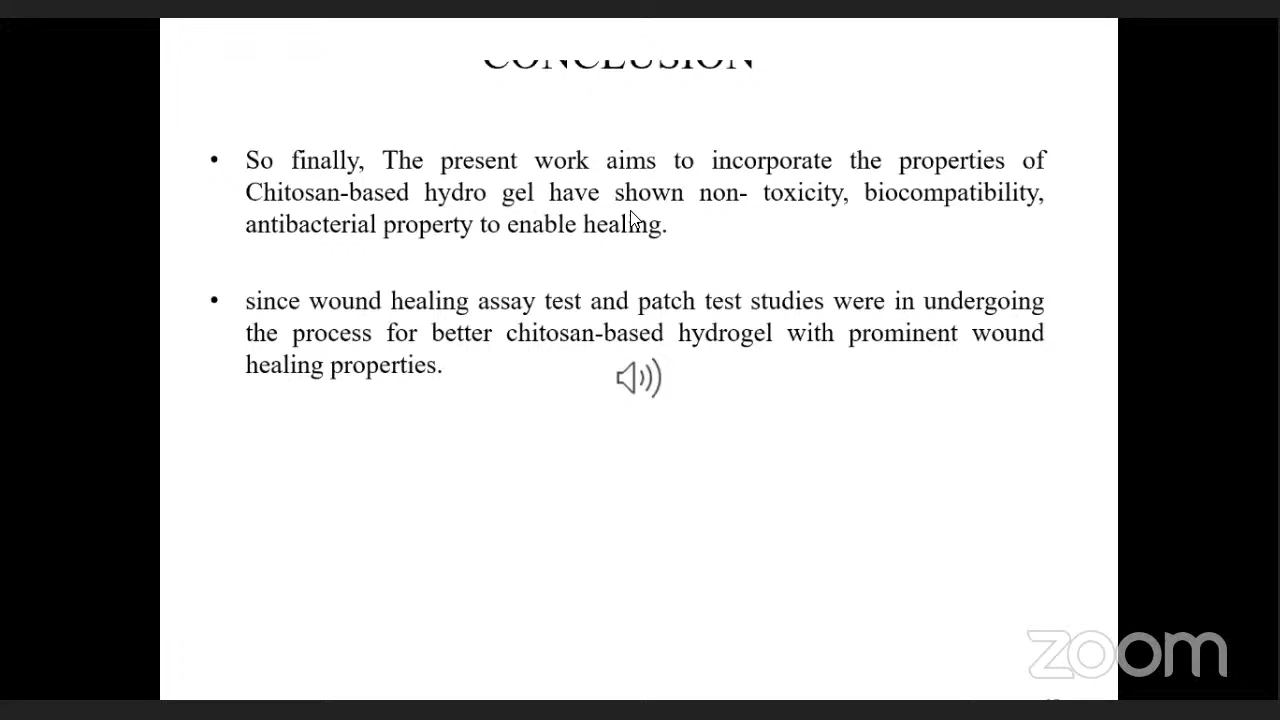 CONCLUSION
• So finally, The present work aims to incorporate the properties of
Chitosan-based hydro gel have shown non- toxicity, biocompatibility,
antibacterial property to enable healing.
• since wound healing assay test and patch test studies were in undergoing
the process for better chitosan-based hydrogel with prominent wound
healing properties.
zoom